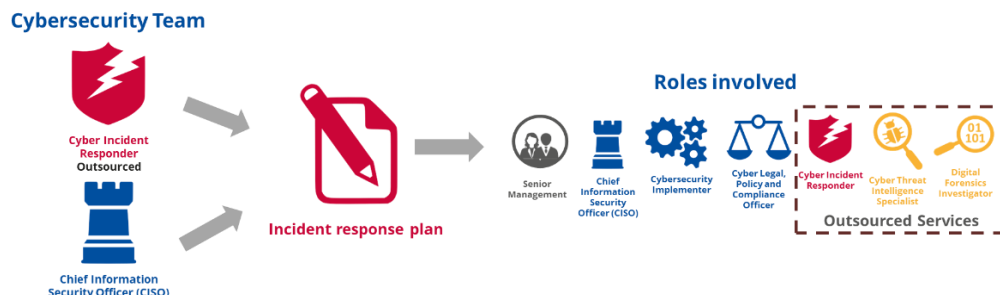 Cybersecurity Team
Cyber Incident
Responder
Outsourced
Chief Information
Security Officer (CISO)
Incident response plan
Roles involved
Senior
Management
Chief
Information
Security
Officer (CISO)
Cybersecurity
Implementer
Cyber Legal,
Policy and
Compliance
Officer
Cyber Incident
Responder
Cyber Threat
Intelligence
Specialist
01
101
Digital
Forensics
Investigator
Outsourced Services